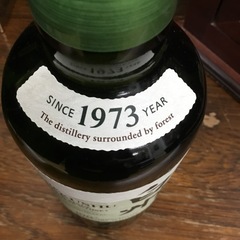 SINCE 1973 YEAR
The distillery surrounded by forest